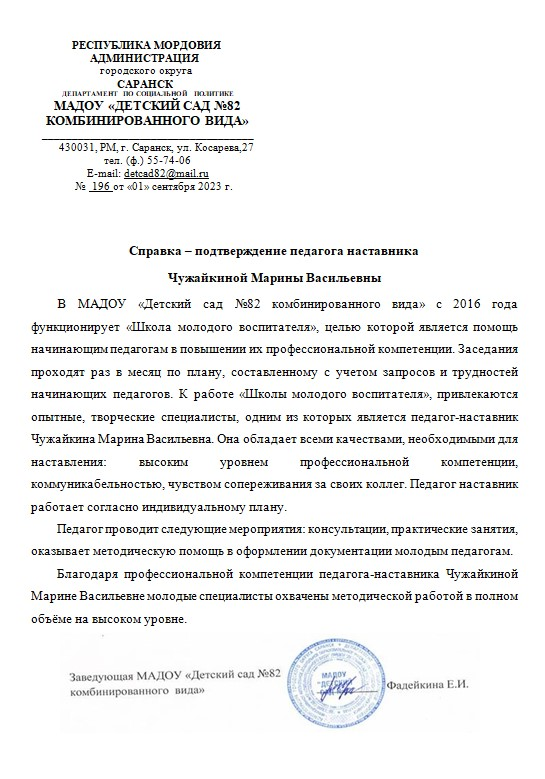 РЕСПУБЛИКА МОРДОВИЯ
АДМИНИСТРАЦИЯ
городского округа
САРАНСК
ДЕПАРТАМЕНТ ПО СОЦИАЛЬНОЙ ПОЛИТИКЕ
МАДОУ «ДЕТСКИЙ САД №82
КОМБИНИРОВАННОГО ВИДА»
430031, РМ, г. Саранск, ул. Косарева,27
тел. (ф.) 55-74-06
E-mail: detcad82@mail.ru
№ 196 от «01» сентября 2023 г.
Справка – подтверждение педагога наставника
Чужайкиной Марины Васильевны
В МАДОУ «Детский сад №82 комбинированного вида» с 2016 года
функционирует «Школа молодого воспитателя», целью которой является помощь
начинающим педагогам в повышении их профессиональной компетенции. Заседания
проходят раз в месяц по плану, составленному с учетом запросов и трудностей
начинающих педагогов. К работе «Школы молодого воспитателя», привлекаются
опытные, творческие специалисты, одним из которых является педагог-наставник
Чужайкина Марина Васильевна. Она обладает всеми качествами, необходимыми для
наставления: высоким уровнем профессиональной компетенции,
коммуникабельностью, чувством сопереживания за своих коллег. Педагог наставник
работает согласно индивидуальному плану.
Педагог проводит следующие мероприятия: консультации, практические занятия,
оказывает методическую помощь в оформлении документации молодым педагогам.
Благодаря профессиональной компетенции педагога-наставника Чужайкиной
Марине Васильевне молодые специалисты охвачены методической работой в полном
объёме на высоком уровне.
Заведующая МАДОУ «Детский сад №82
комбинированного вида»
МАДОУ
"ДЕТСКИЙ
Фадейкина Е.И.